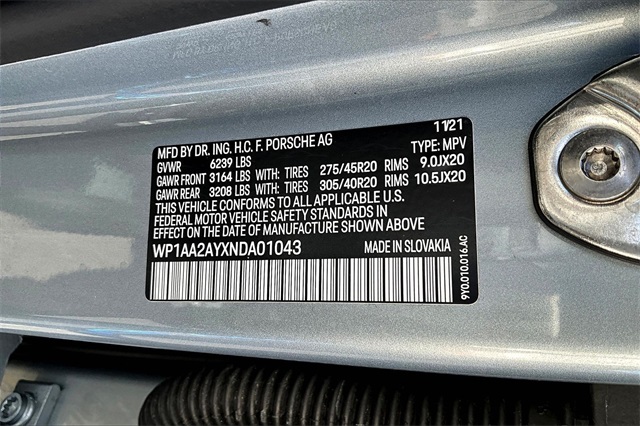 MFD BY DR. ING. H.C. F. PORSCHE AG 11/21
GVWR 6239 LBS TYPE: MPV
GAWR FRONT 3164 LBS WITH: TIRES 275/45R20 RIMS 9.0JX20
GAWR REAR 3208 LBS WITH: TIRES 305/40R20 RIMS 10.5JX20
THIS VEHICLE CONFORMS TO ALL APPLICABLE U.S.
FEDERAL MOTOR VEHICLE SAFETY STANDARDS IN
EFFECT ON THE DATE OF MANUFACTURE SHOWN ABOVE
WP1AA2AYXNDA01043 MADE IN SLOVAKIA
9Y0.010.016.AC